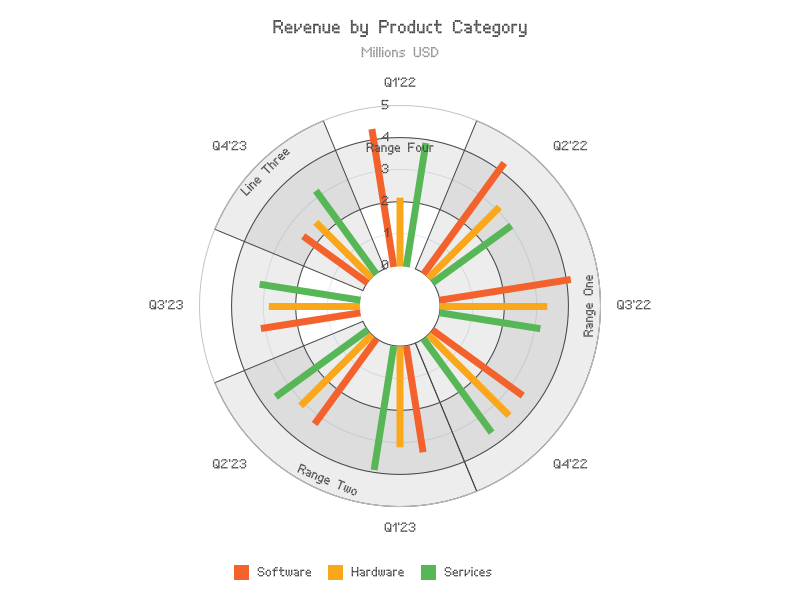 Revenue by Product Category
Millions USD
Q1'22
5
Q4'23
Q2'22
4
Range Four
Line Three
3
2
1
0
Q3'23
Q3'22
Range One
Q2'23
Q4'22
Range Two
Q1'23
Software
Hardware
Services